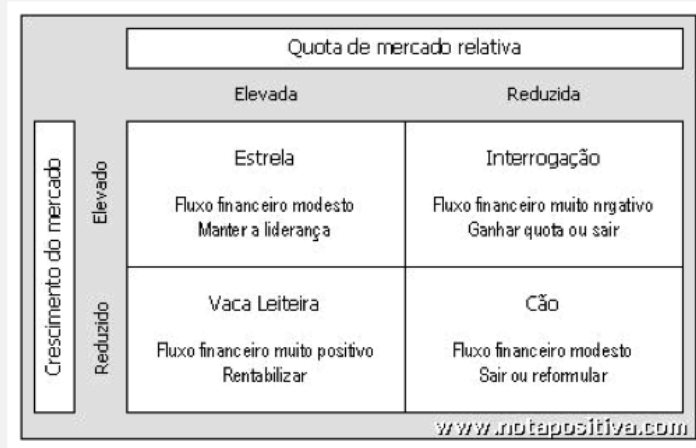 Quota de mercado relativa
Elevada Reduzida
Crescimento do mercado
Elevado
Estrela
Fluxo financeiro modesto
Manter a liderança
Interrogação
Fluxo financeiro muito nrgativo
Ganhar quota ou sair
Reduzido
Vaca Leiteira
Fluxo financeiro muito positivo
Rentabilizar
Cão
Fluxo financeiro modesto
Sair ou reformular
www.notapositiva.com